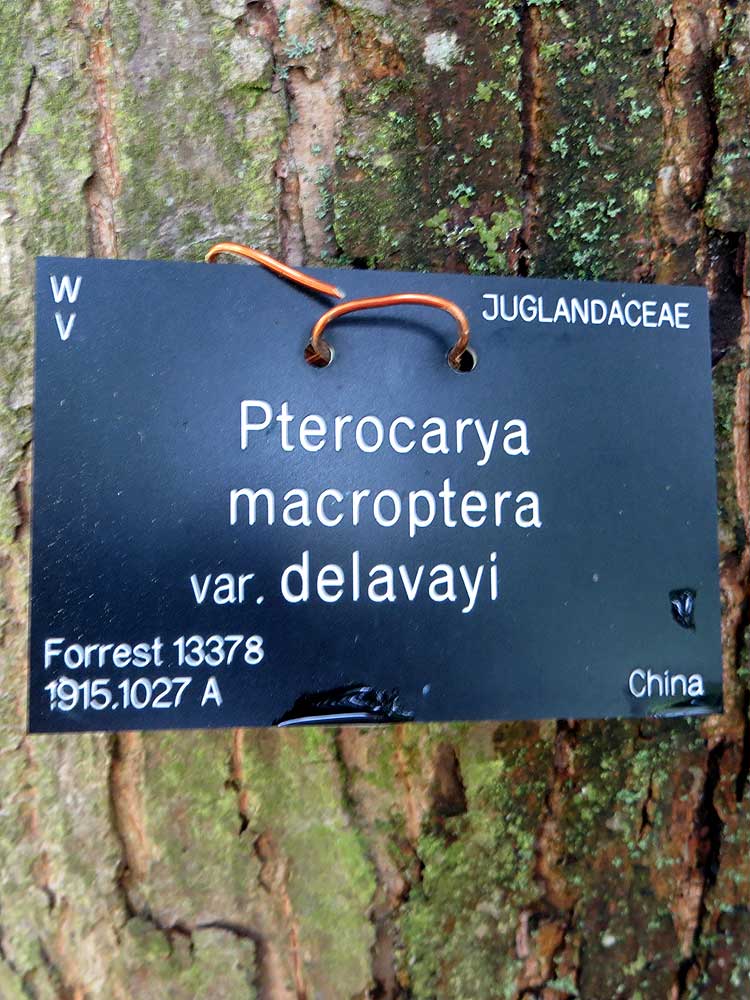 W
V
JUGLANDACEAE
Pterocarya
macroptera
var. delavayi
Forrest 13378
1915.1027 A
China